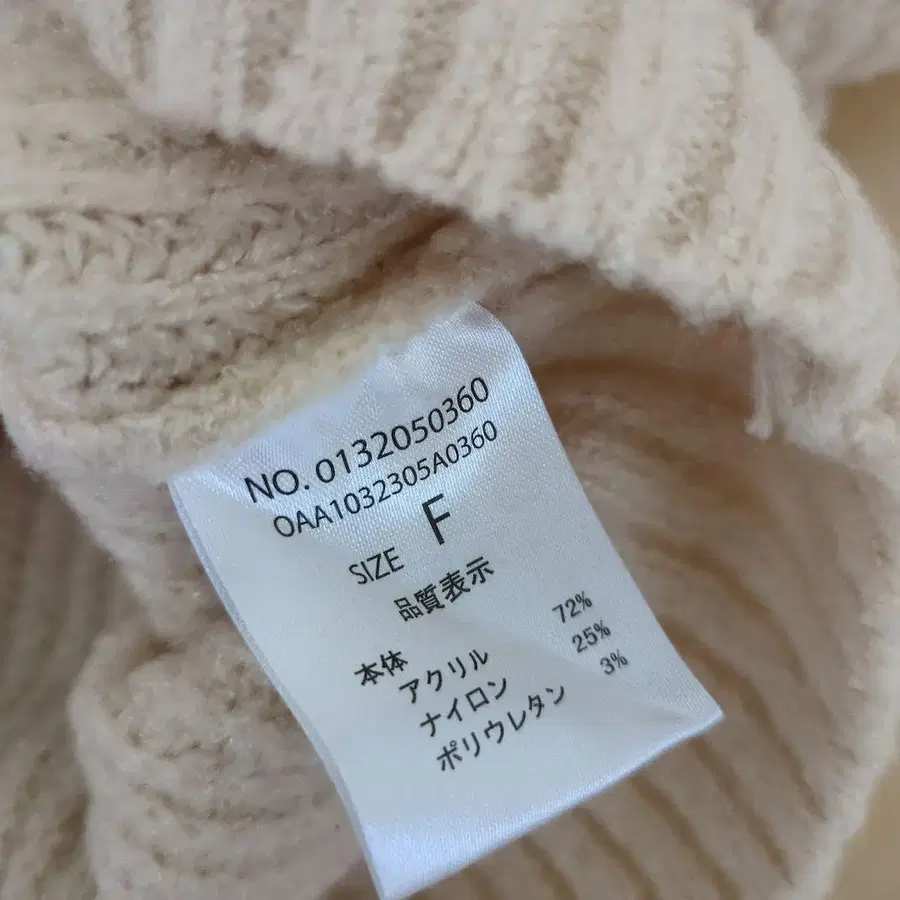 NO. 0132050360
OAA1032305A0360
SIZE F
品質表示
本体
アクリル 72%
ナイロン 25%
ポリウレタン 3%